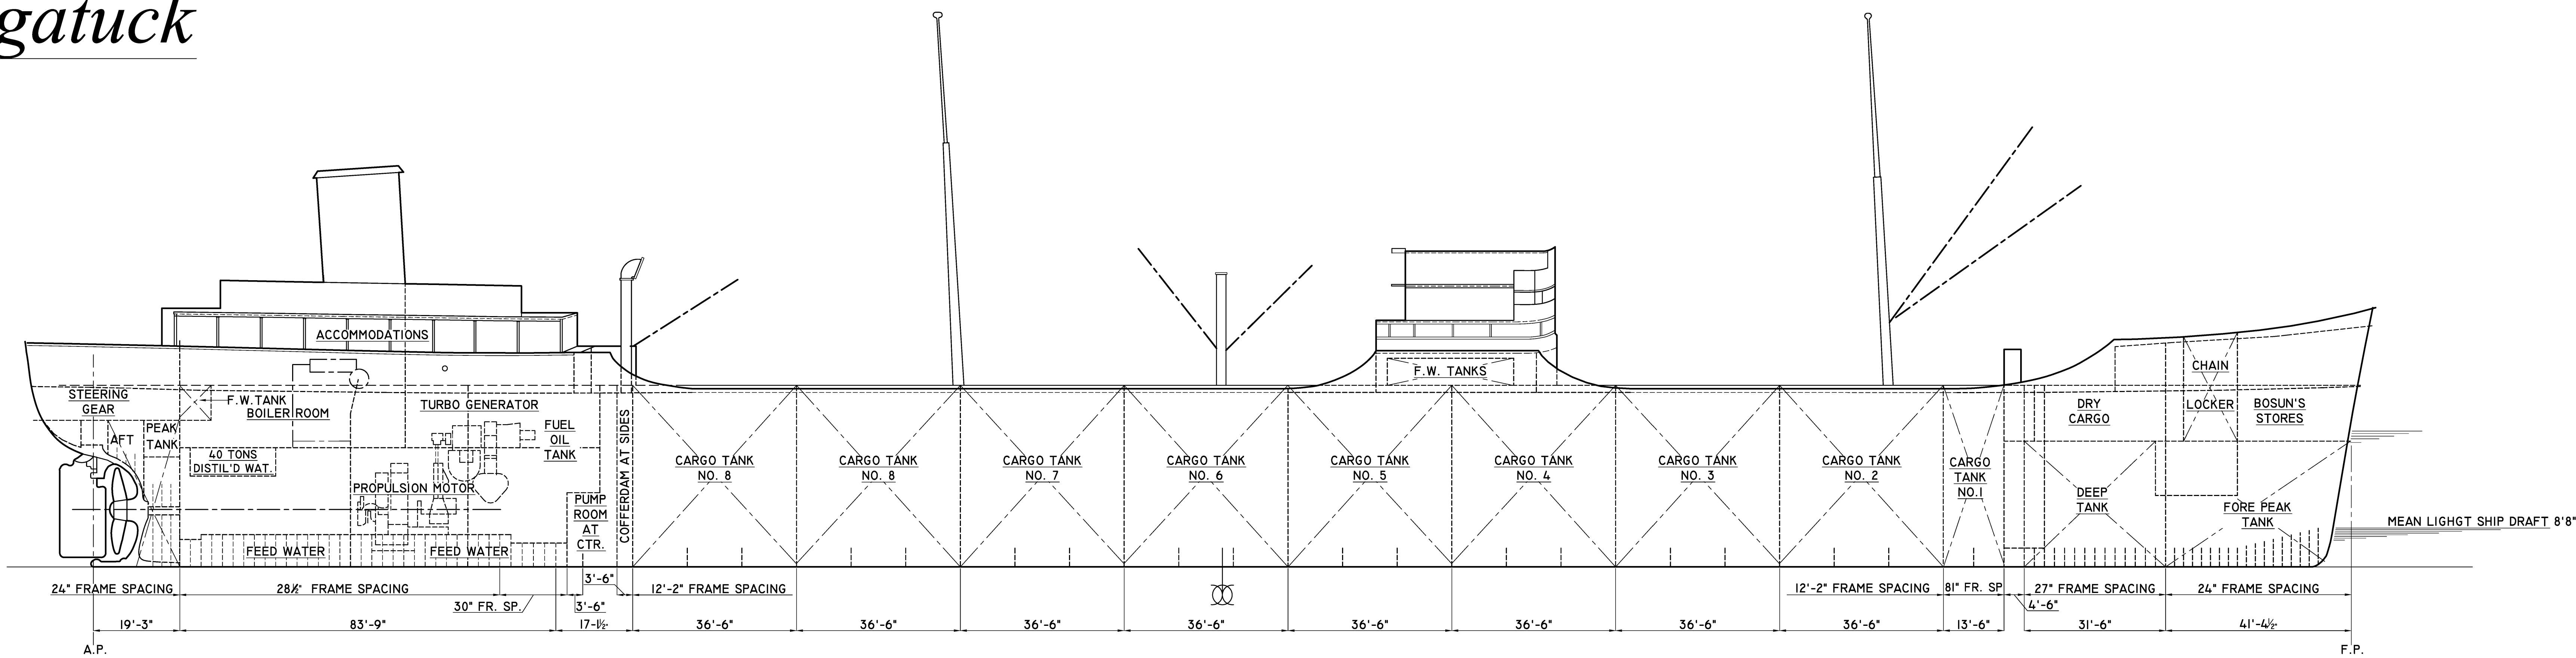 gatuck
ACCOMMODATIONS
STEERING
GEAR
AFT
PEAK
TANK
F.W.TANK
BOILER ROOM
40 TONS
DISTIL'D WAT.
TURBO GENERATOR
PROPULSION MOTOR
FUEL
OIL
TANK
FEED WATER
FEED WATER
PUMP
ROOM
AT
CTR.
COFFERDAM AT SIDES
CARGO TANK
NO. 8
CARGO TANK
NO. 8
CARGO TANK
NO. 7
CARGO TANK
NO. 6
CARGO TANK
NO. 5
F.W. TANKS
CARGO TANK
NO. 4
CARGO TANK
NO. 3
CARGO TANK
NO. 2
CARGO
TANK
NO.1
DRY
CARGO
DEEP
TANK
CHAIN
LOCKER
BOSUN'S
STORES
FORE PEAK
TANK
MEAN LIGHGT SHIP DRAFT 8'8"
24" FRAME SPACING
28½" FRAME SPACING
30" FR. SP.
3'-6"
3'-6"
12'-2" FRAME SPACING
12'-2" FRAME SPACING
81" FR. SP
4'-6"
27" FRAME SPACING
24" FRAME SPACING
19'-3"
83'-9"
17-1½"
36'-6"
36'-6"
36'-6"
36'-6"
36'-6"
36'-6"
36'-6"
36'-6"
13'-6"
31'-6"
41'-4½"
A.P.
F.P.